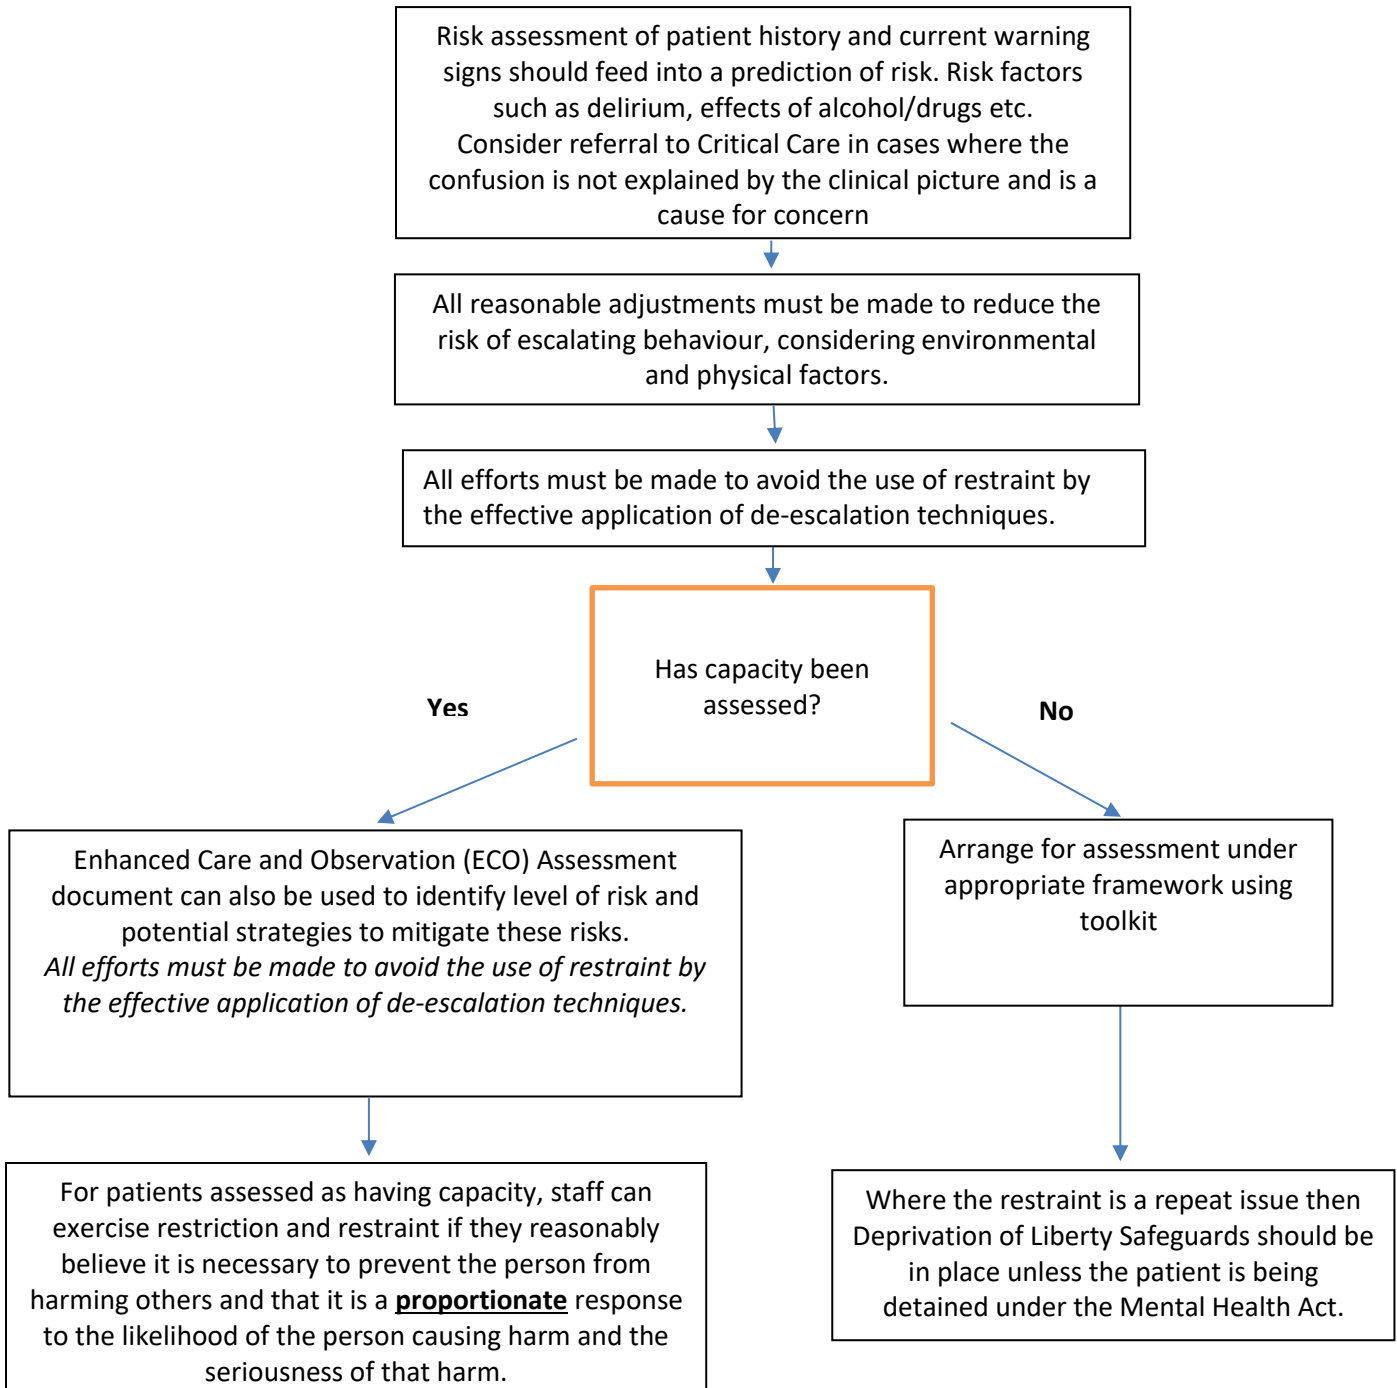 Risk assessment of patient history and current warning
signs should feed into a prediction of risk. Risk factors
such as delirium, effects of alcohol/drugs etc.
Consider referral to Critical Care in cases where the
confusion is not explained by the clinical picture and is a
cause for concern
All reasonable adjustments must be made to reduce the
risk of escalating behaviour, considering environmental
and physical factors.
All efforts must be made to avoid the use of restraint by
the effective application of de-escalation techniques.
Has capacity been
assessed?
Yes
No
Enhanced Care and Observation (ECO) Assessment
document can also be used to identify level of risk and
potential strategies to mitigate these risks.
All efforts must be made to avoid the use of restraint by
the effective application of de-escalation techniques.
Arrange for assessment under
appropriate framework using
toolkit
For patients assessed as having capacity, staff can
exercise restriction and restraint if they reasonably
believe it is necessary to prevent the person from
harming others and that it is a proportionate response
to the likelihood of the person causing harm and the
seriousness of that harm.
Where the restraint is a repeat issue then
Deprivation of Liberty Safeguards should be
in place unless the patient is being
detained under the Mental Health Act.